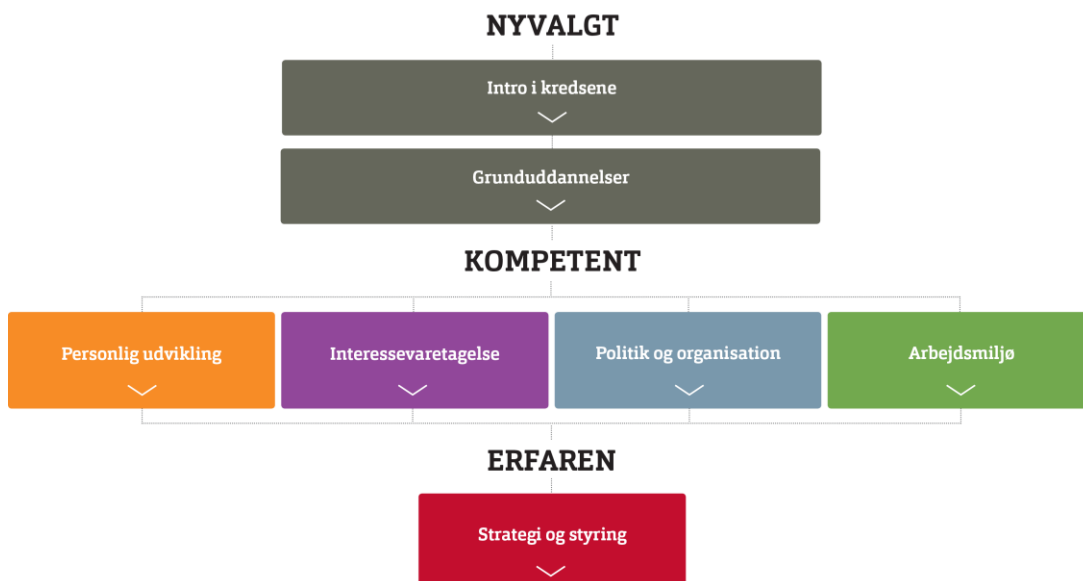 NYVALGT
Intro i kredsene
Grunduddannelser
KOMPETENT
Personlig udvikling
Interessevaretagelse
Politik og organisation
Arbejdsmiljø
ERFAREN
Strategi og styring